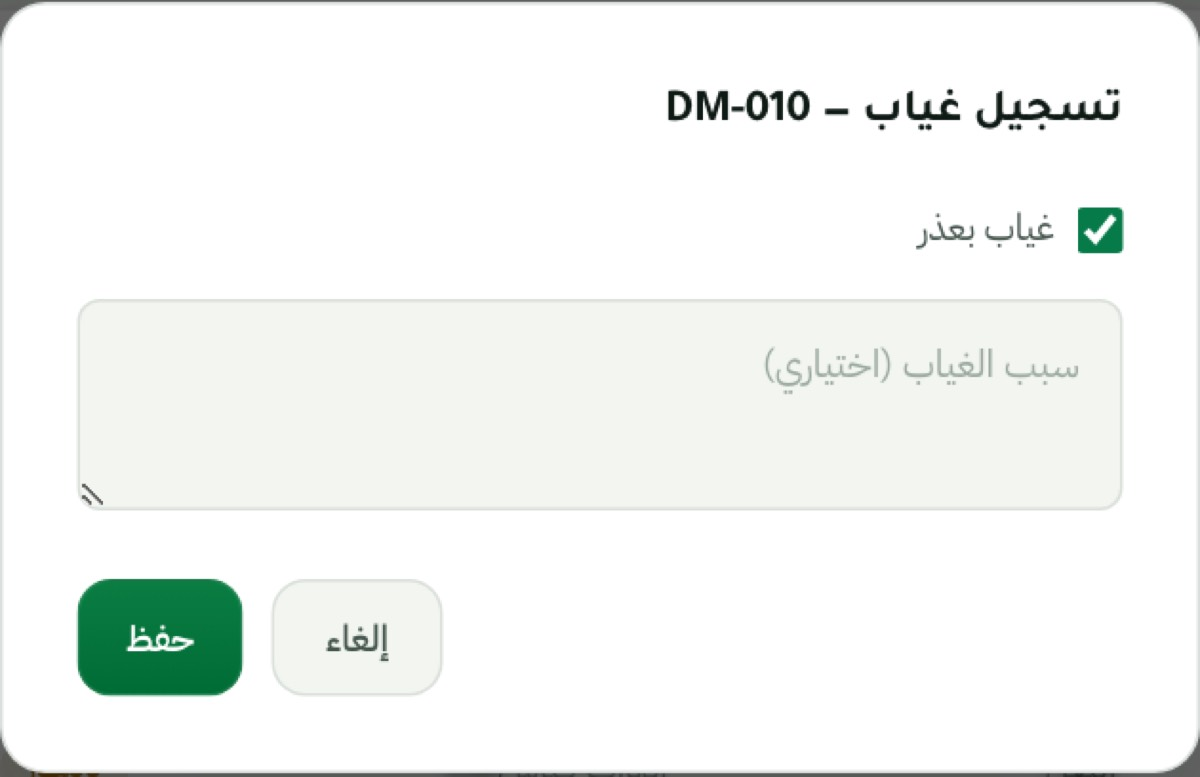 تسجيل غياب – DM-010
غياب بعذر
سبب الغياب (اختياري)
إلغاء
حفظ